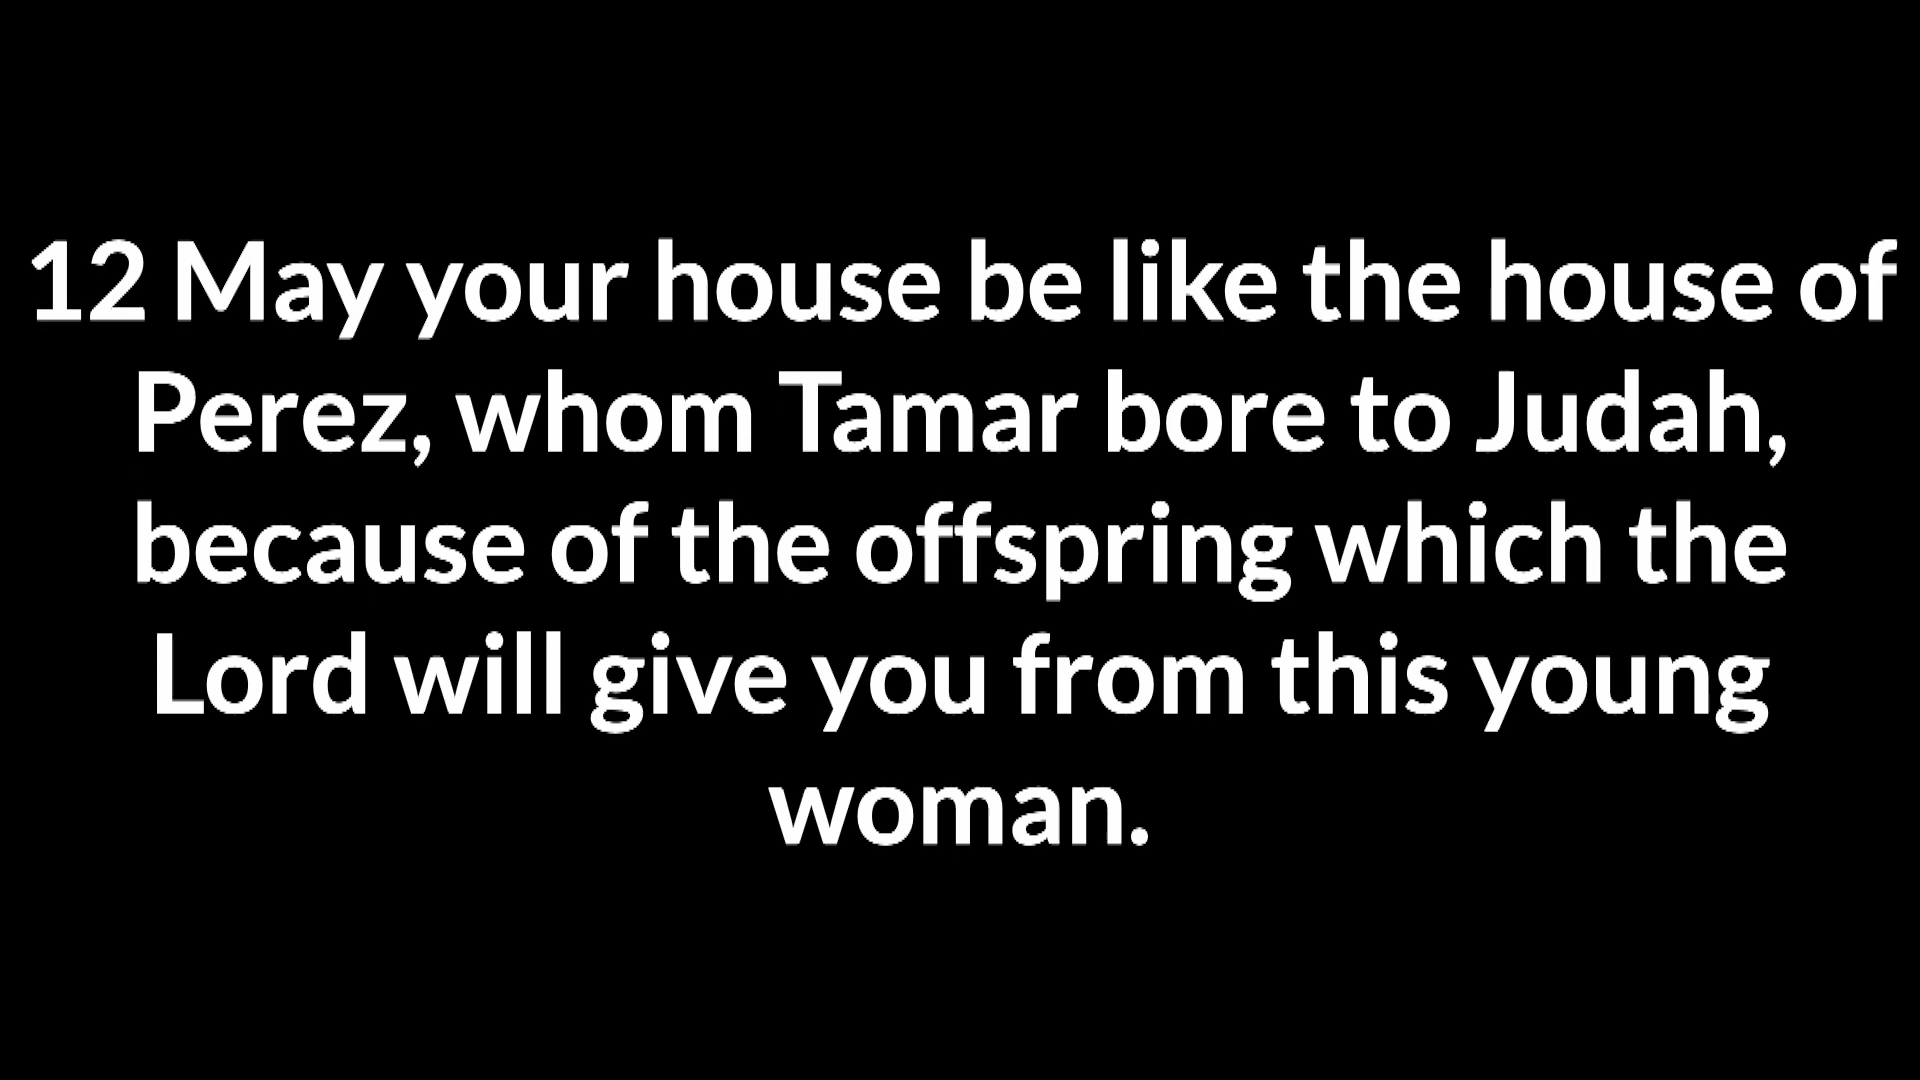 12 May your house be like the house of
Perez, whom Tamar bore to Judah,
because of the offspring which the
Lord will give you from this young
woman.